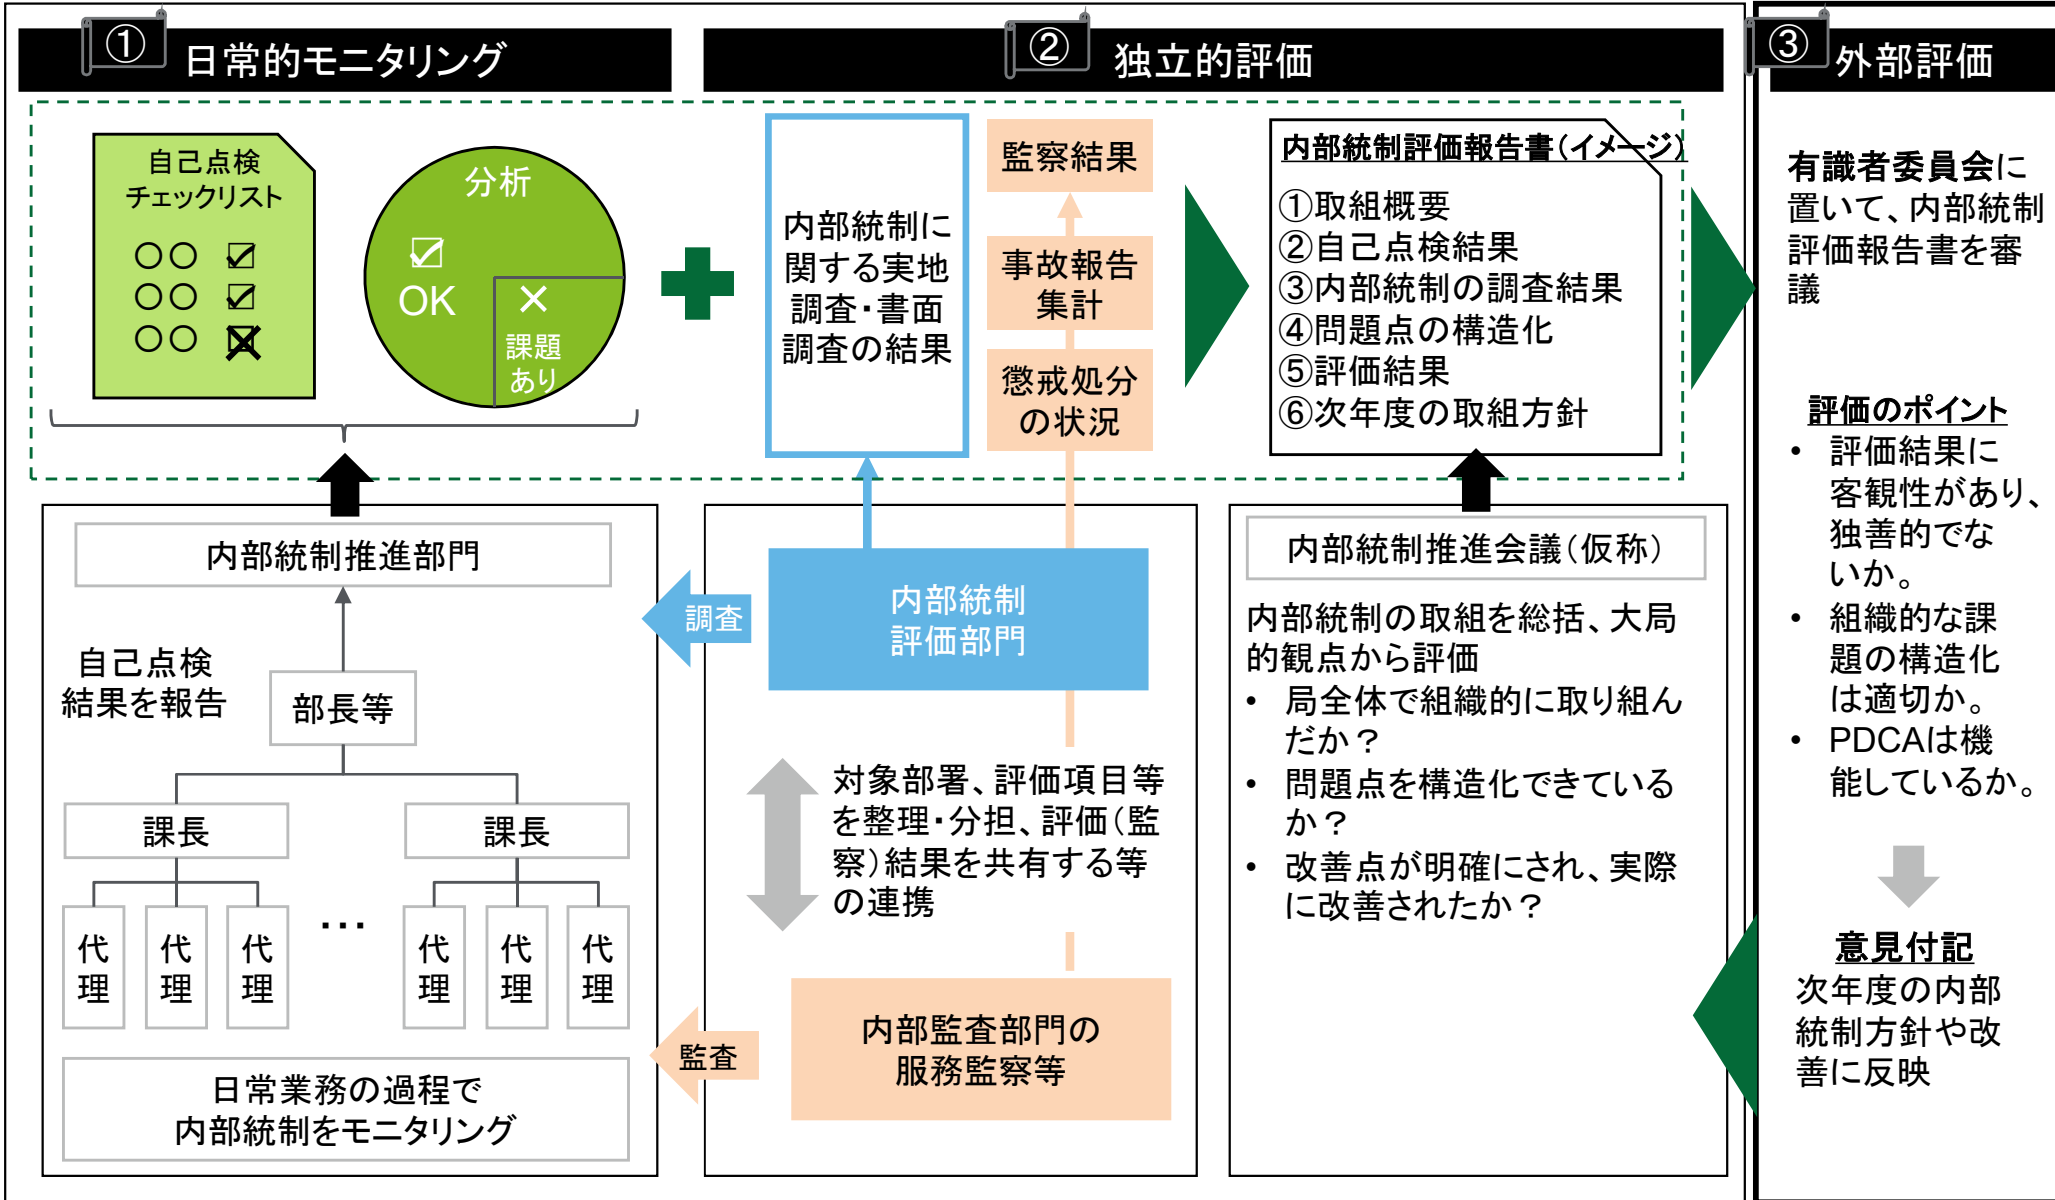 ①
日常的モニタリング
②
独立的評価
③
外部評価
自己点検
チェックリスト
〇〇 ☑
〇〇 ☑
〇〇 ☒
分析
☑
OK
×
課題
あり
内部統制に
関する実地
調査・書面
調査の結果
監察結果
事故報告
集計
懲戒処分
の状況
内部統制評価報告書(イメージ)
①取組概要
②自己点検結果
③内部統制の調査結果
④問題点の構造化
⑤評価結果
⑥次年度の取組方針
有識者委員会に
置いて、内部統制
評価報告書を審
議
評価のポイント
• 評価結果に
客観性があり、
独善的でな
いか。
• 組織的な課
題の構造化
は適切か。
• PDCAは機
能しているか。
意見付記
次年度の内部
統制方針や改
善に反映
内部統制推進部門
自己点検
結果を報告
部長等
課長
課長
代理
代理
代理
…
代理
代理
代理
日常業務の過程で
内部統制をモニタリング
調査
内部統制
評価部門
対象部署、評価項目等
を整理・分担、評価(監
察)結果を共有する等
の連携
監査
内部監査部門の
服務監察等
内部統制推進会議(仮称)
内部統制の取組を総括、大局
的観点から評価
• 局全体で組織的に取り組ん
だか？
• 問題点を構造化できている
か？
• 改善点が明確にされ、実際
に改善されたか？